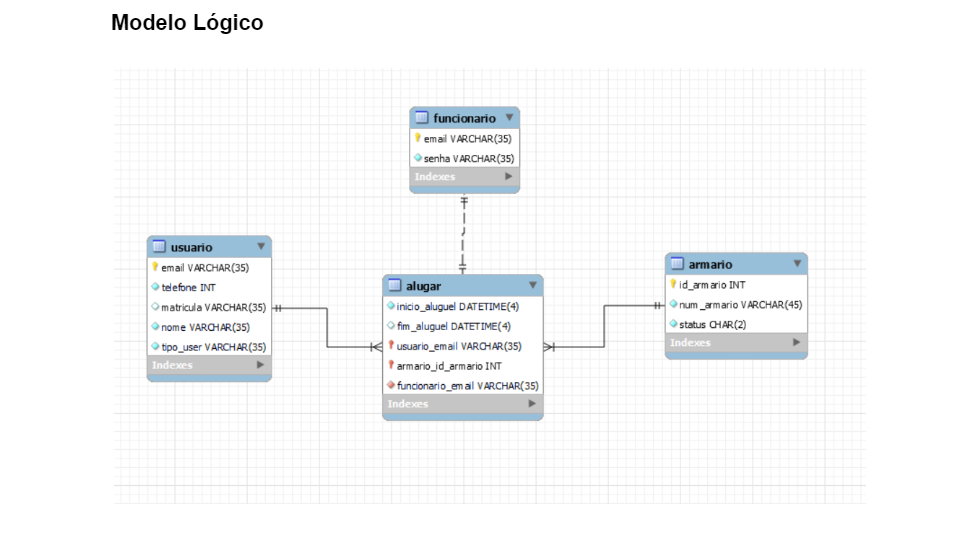 Modelo Lógico
funcionario
email VARCHAR(35)
senha VARCHAR(35)
Indexes
usuario
email VARCHAR(35)
telefone INT
matricula VARCHAR(35)
nome VARCHAR(35)
tipo_user VARCHAR(35)
Indexes
alugar
inicio_aluguel DATETIME(4)
fim_aluguel DATETIME(4)
usuario_email VARCHAR(35)
armario_id_armario INT
funcionario_email VARCHAR(35)
Indexes
armario
id_armario INT
num_armario VARCHAR(45)
status CHAR(2)
Indexes